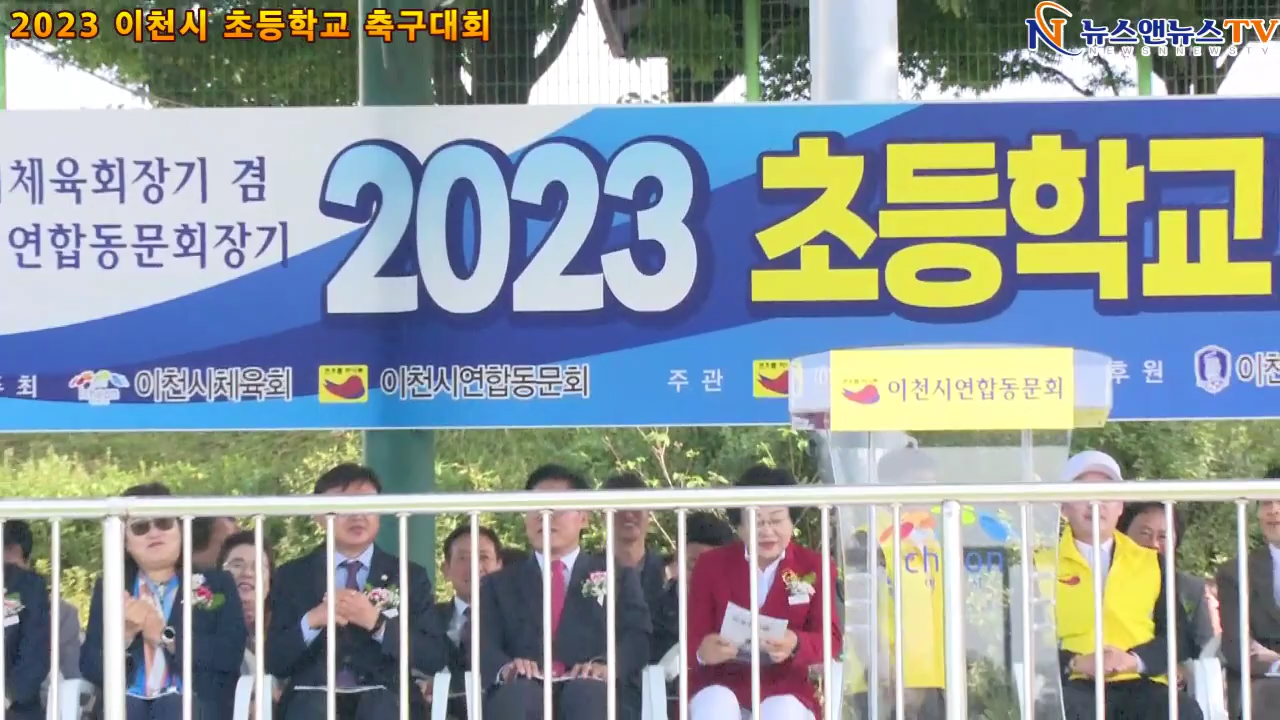 2023 이천시 초등학교 축구대회
뉴스앤뉴스TV
NEWSNNEWSTV
체육회장기 겸
연합동문회장기
2023 초등학교
최 이천시체육회 이천시연합동문회 주관 후원 이천
이천시연합동문회